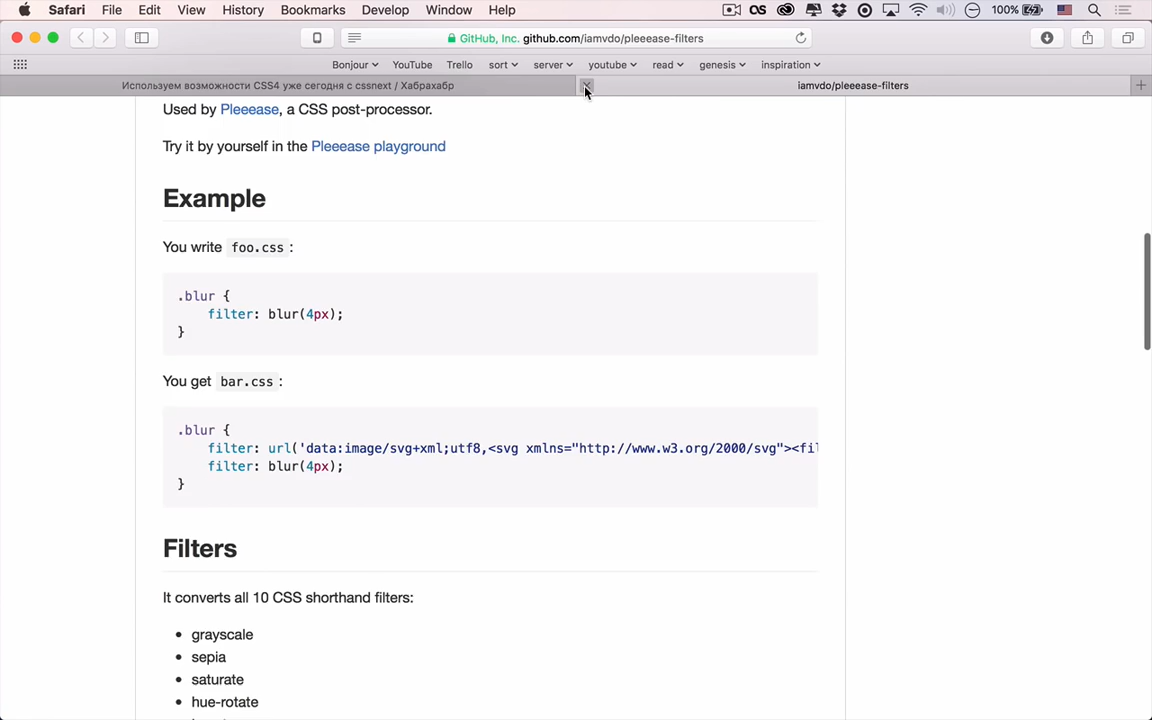 Safari File Edit View History Bookmarks Develop Window Help 100%
GitHub, Inc. github.com/iamvdo/pleeease-filters
Bonjour YouTube Trello sort server youtube read genesis inspiration
Используем возможности CSS4 уже сегодня с cssnext / Хабрахабр iamvdo/pleeease-filters
Used by Pleeease, a CSS post-processor.
Try it by yourself in the Pleeease playground
Example
You write foo.css :
.blur {
filter: blur(4px);
}
You get bar.css :
.blur {
filter: url('data:image/svg+xml;utf8,<svg xmlns="http://www.w3.org/2000/svg"><fil
filter: blur(4px);
}
Filters
It converts all 10 CSS shorthand filters:
• grayscale
• sepia
• saturate
• hue-rotate